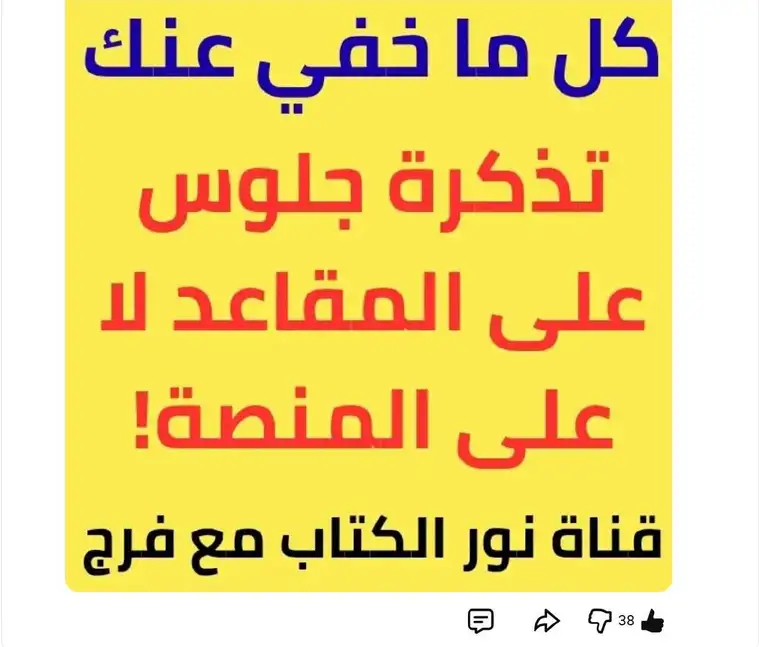 كل ما خفي عنك
تذكرة جلوس
على المقاعد لا
على المنصة!
قناة نور الكتاب مع فرج
38